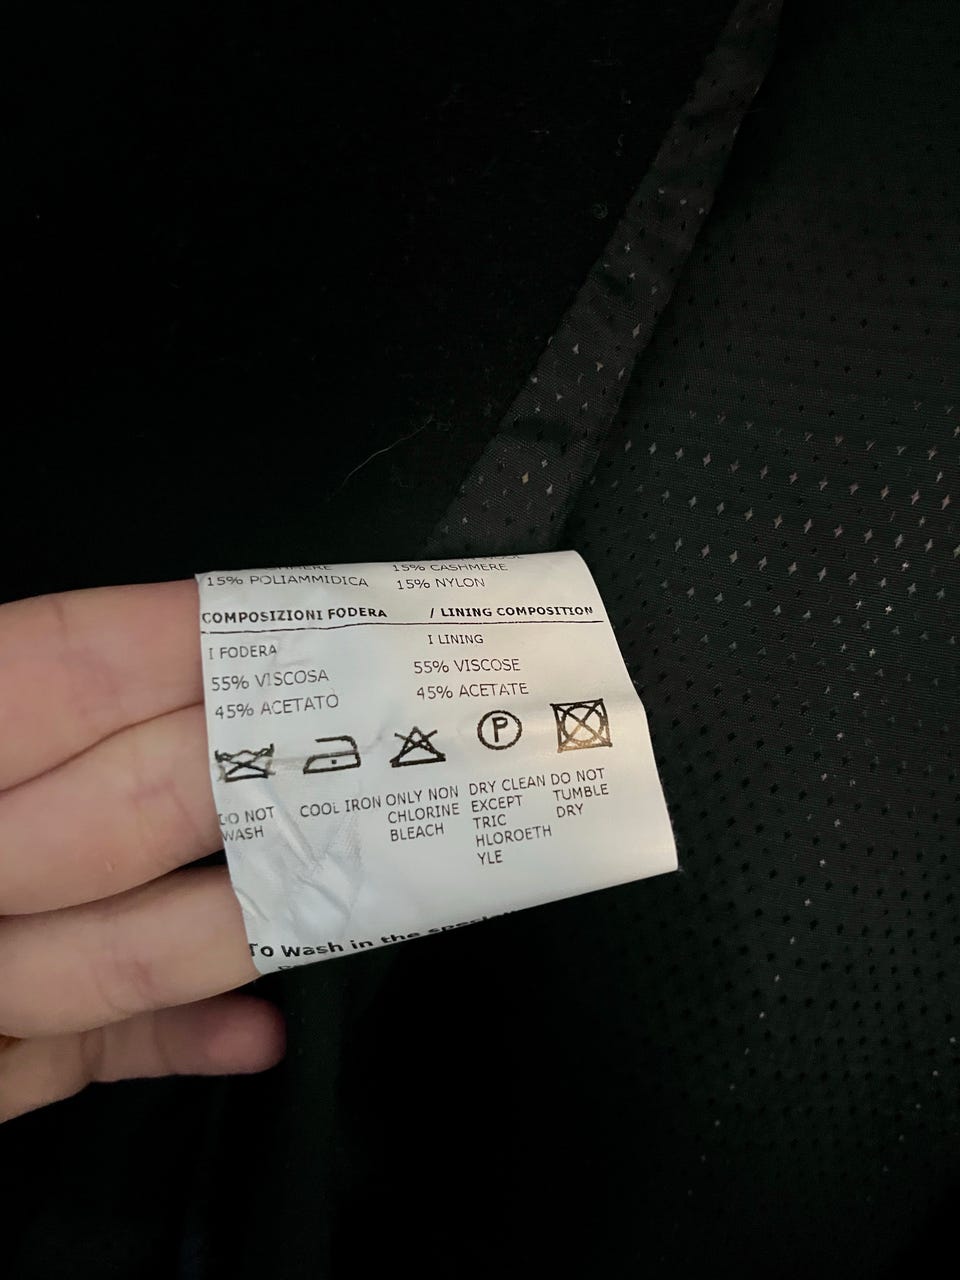 15% CASHMERE
15% POLIAMMIDICA 15% NYLON
COMPOSIZIONI FODERA / LINING COMPOSITION
I FODERA I LINING
55% VISCOSA 55% VISCOSE
45% ACETATO 45% ACETATE
P
DO NOT
WASH
COOL IRON
ONLY NON
CHLORINE
BLEACH
DRY CLEAN
EXCEPT
TRIC
HLOROETH
YLE
DO NOT
TUMBLE
DRY
To Wash in the